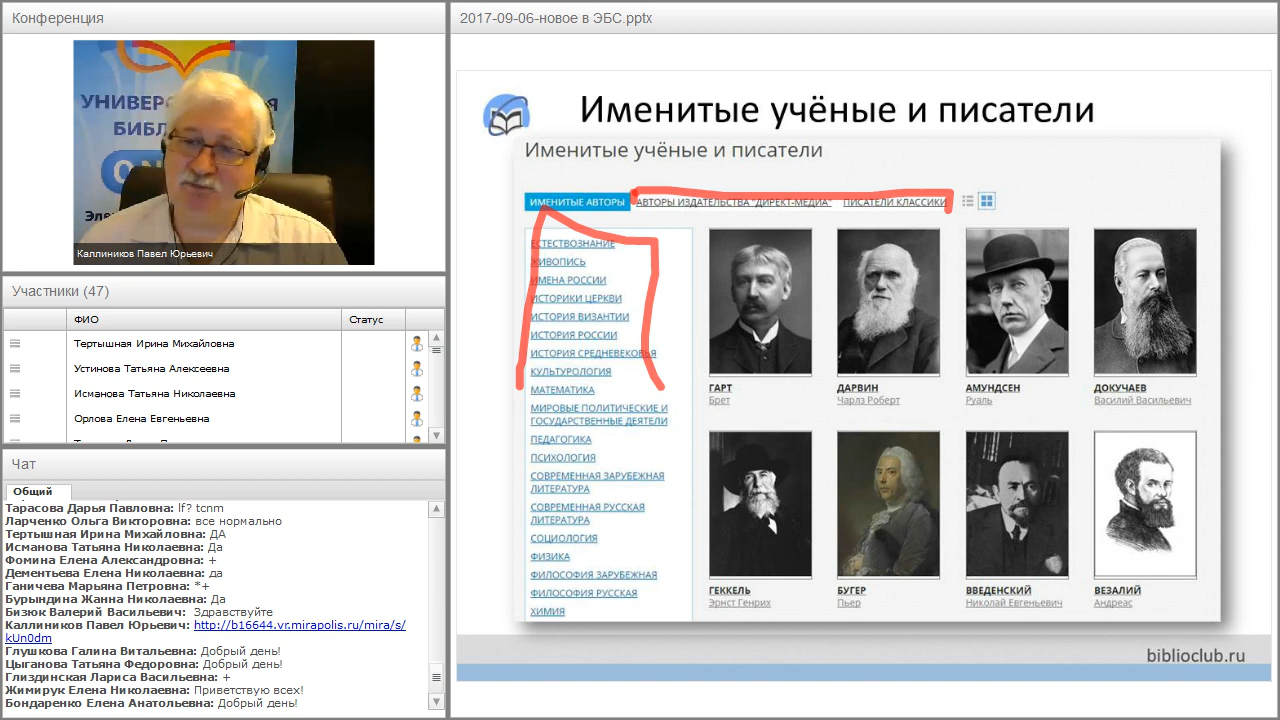 Конференция
УНИВЕРС
АЯ
БИБЛ
Каллиников Павел Юрьевич
Участники (47)
ФИО
Статус
Тертышная Ирина Михайловна
Устинова Татьяна Алексеевна
Исманова Татьяна Николаевна
Орлова Елена Евгеньевна
Чат
Общий
Тарасова Дарья Павловна: lf? tcnm
Ларченко Ольга Викторовна: все нормально
Тертышная Ирина Михайловна: ДА
Исманова Татьяна Николаевна: Да
Фомина Елена Александровна: +
Дементьева Елена Николаевна: да
Ганичева Марьяна Петровна: *+
Бурындина Жанна Николаевна: Да
Бизюк Валерий Васильевич: Здравствуйте
Каллиников Павел Юрьевич: http://b16644.vr.mirapolis.ru/mira/s/
kUn0dm
Глушкова Галина Витальевна: Добрый день!
Цыганова Татьяна Федоровна: Добрый день!
Глиздинская Лариса Васильевна: +
Жимирук Елена Николаевна: Приветствую всех!
Бондаренко Елена Анатольевна: Добрый день!
2017-09-06-новое в ЭБС.pptx
Именитые учёные и писатели
Именитые учёные и писатели
ИМЕНИТЫЕ АВТОРЫ АВТОРЫ ИЗДАТЕЛЬСТВА "ДИРЕКТ-МЕДИА" ПИСАТЕЛИ КЛАССИКИ
ЕСТЕСТВОЗНАНИЕ
ЖИВОПИСЬ
ИМЕНА РОССИИ
ИСТОРИКИ ЦЕРКВИ
ИСТОРИЯ ВИЗАНТИИ
ИСТОРИЯ РОССИИ
ИСТОРИЯ СРЕДНЕВЕКОВЬЯ
КУЛЬТУРОЛОГИЯ
МАТЕМАТИКА
МИРОВЫЕ ПОЛИТИЧЕСКИЕ И
ГОСУДАРСТВЕННЫЕ ДЕЯТЕЛИ
ПЕДАГОГИКА
ПСИХОЛОГИЯ
СОВРЕМЕННАЯ ЗАРУБЕЖНАЯ
ЛИТЕРАТУРА
СОВРЕМЕННАЯ РУССКАЯ
ЛИТЕРАТУРА
СОЦИОЛОГИЯ
ФИЗИКА
ФИЛОСОФИЯ ЗАРУБЕЖНАЯ
ФИЛОСОФИЯ РУССКАЯ
ХИМИЯ
ГАРТ
Брет
ДАРВИН
Чарлз Роберт
АМУНДСЕН
Руаль
ДОКУЧАЕВ
Василий Васильевич
ГЕККЕЛЬ
Эрнст Генрих
БУГЕР
Пьер
ВВЕДЕНСКИЙ
Николай Евгеньевич
ВЕЗАЛИЙ
Андреас
biblioclub.ru